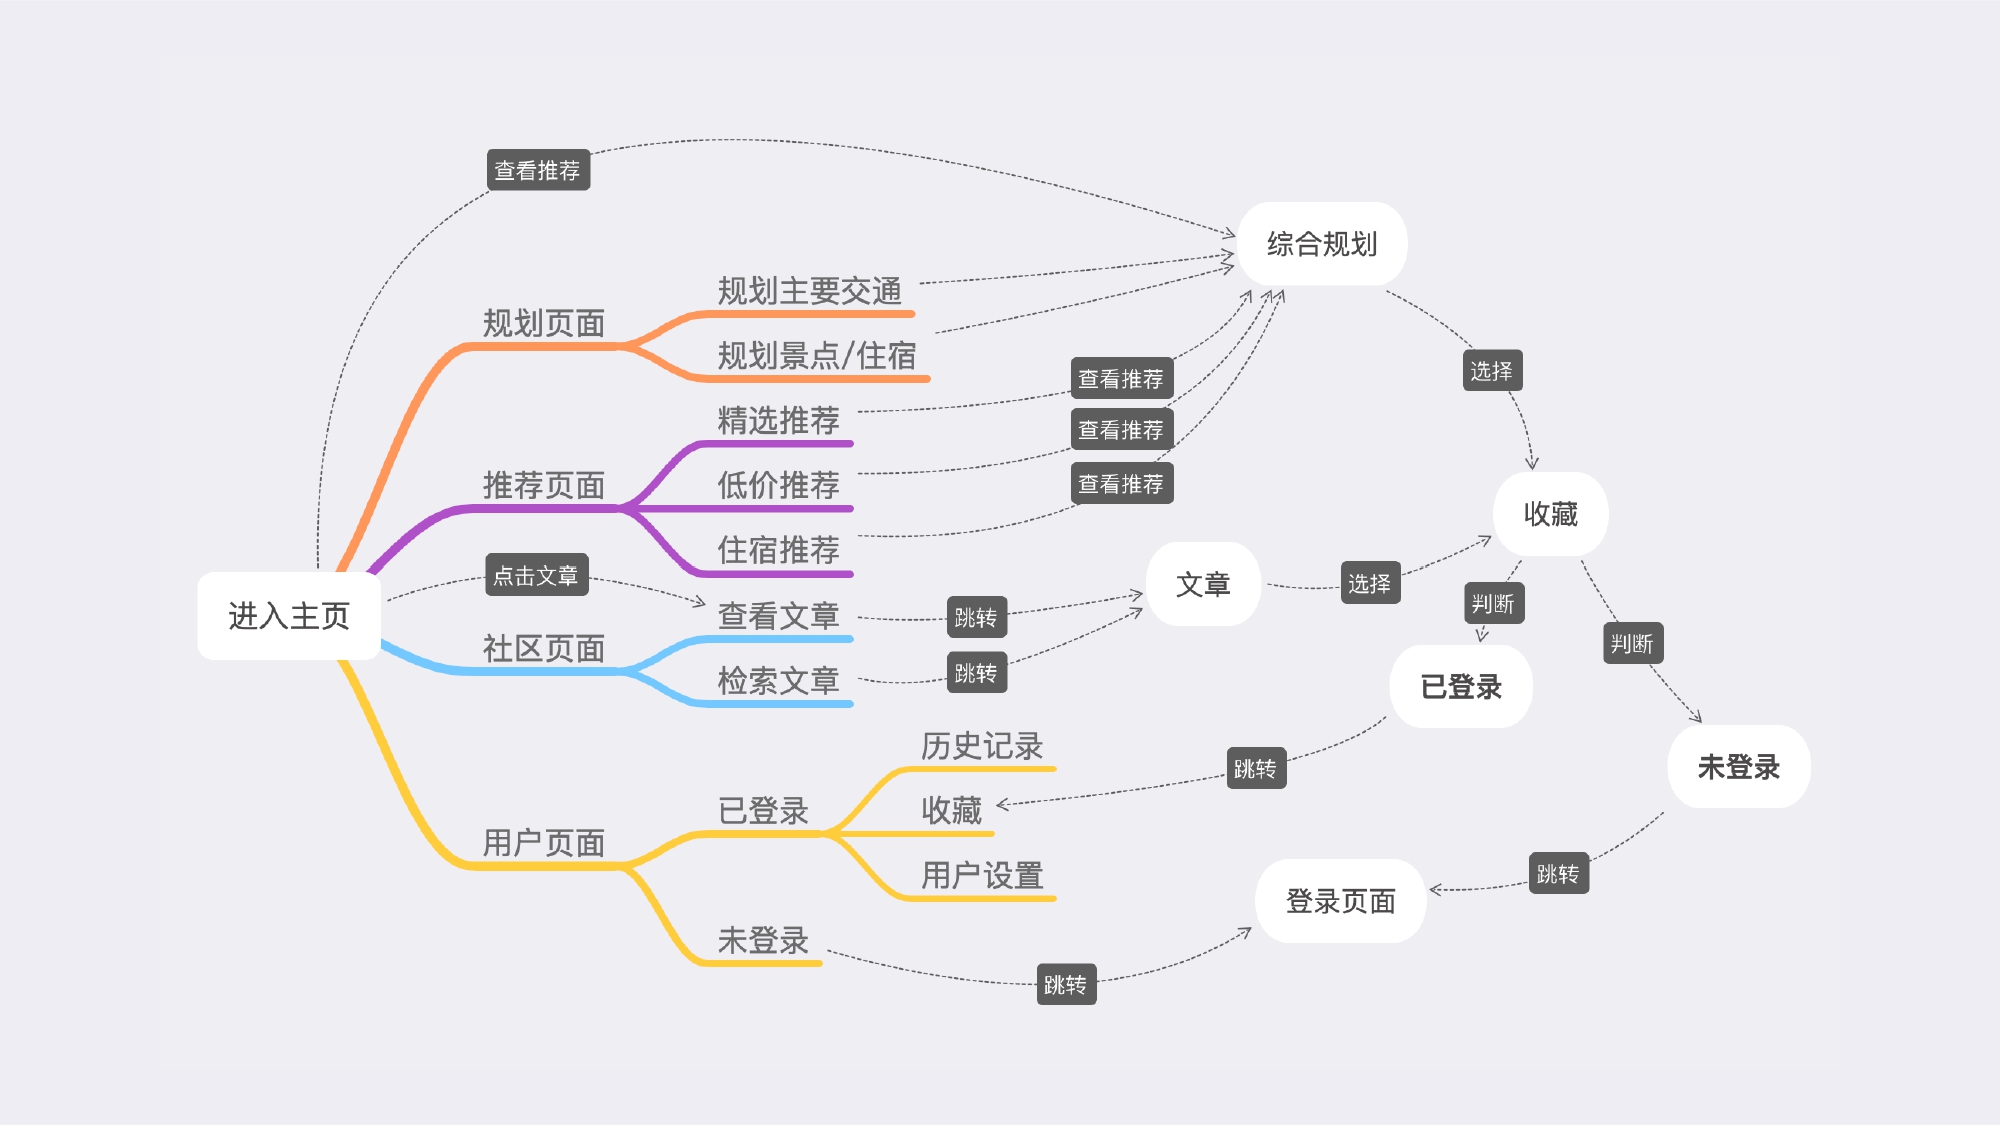 查看推荐
综合规划
规划主要交通
规划页面
规划景点/住宿
选择
查看推荐
精选推荐
查看推荐
推荐页面
低价推荐
查看推荐
收藏
住宿推荐
点击文章
文章
选择
判断
进入主页
查看文章
跳转
社区页面
判断
检索文章
跳转
已登录
历史记录
跳转
未登录
已登录
收藏
用户页面
用户设置
跳转
登录页面
未登录
跳转